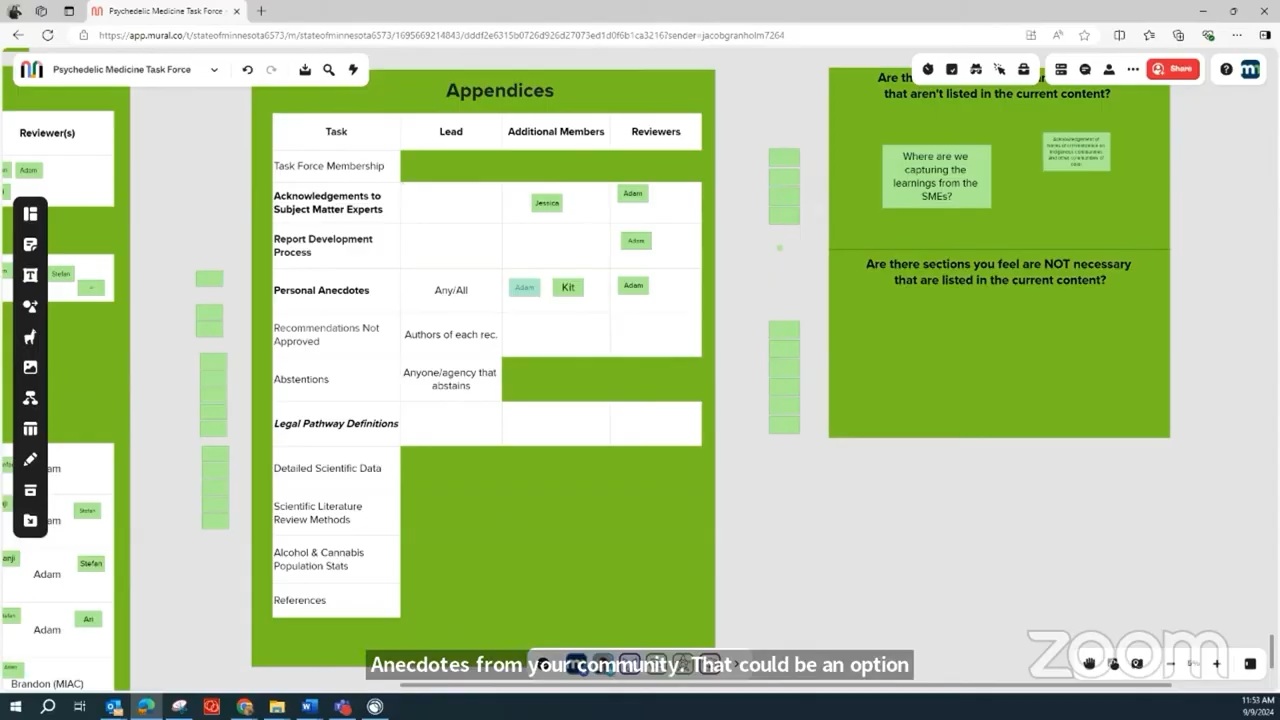 Psychedelic Medicine Task Force
https://app.mural.co/t/stateofminnesota6573/m/stateofminnesota6573/1695669214843/dddf2e6315b0726d926d27073ed1d0f6b1ca3216?sender=jacobgranholm7264
Psychedelic Medicine Task Force
Share
Reviewer(s)
Adam
Stefan
Stefan
Adam
Stefan
Adam
Ari
Brandon (MIAC)
Appendices
Task
Lead
Additional Members
Reviewers
Task Force Membership
Acknowledgements to
Subject Matter Experts
Jessica
Adam
Report Development
Process
Adam
Personal Anecdotes
Any/All
Adam
Kit
Adam
Recommendations Not
Approved
Authors of each rec.
Abstentions
Anyone/agency that
abstains
Legal Pathway Definitions
Detailed Scientific Data
Scientific Literature
Review Methods
Alcohol & Cannabis
Population Stats
References
Are th
that aren't listed in the current content?
Where are we
capturing the
learnings from the
SMEs?
Are there sections you feel are NOT necessary
that are listed in the current content?
Anecdotes from your community. That could be an option
zoom
11:53 AM
9/9/2024